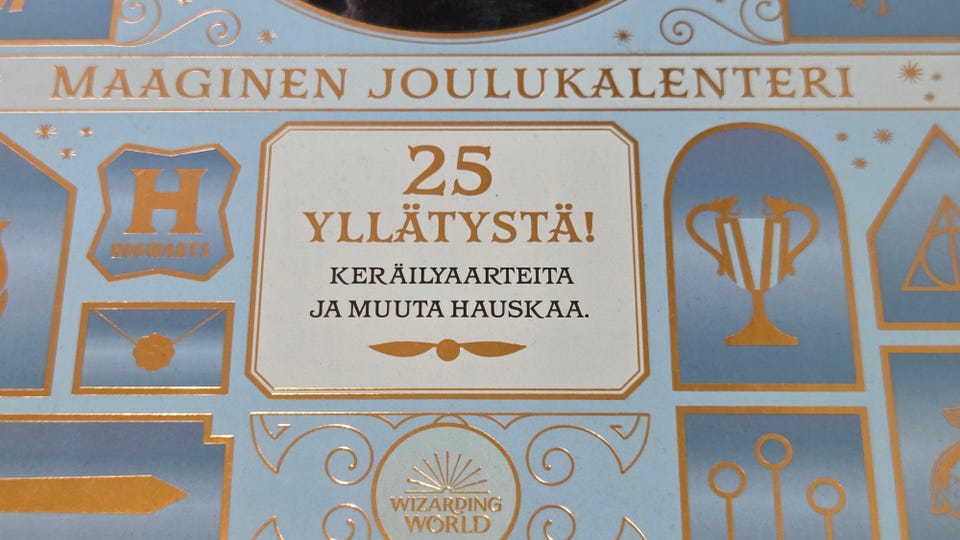 MAAGINEN JOULUKALENTERI
H
HOGWARTS
25
YLLÄTYSTÄ!
KERÄILYAARTEITA
JA MUUTA HAUSKAA.
WIZARDING
WORLD